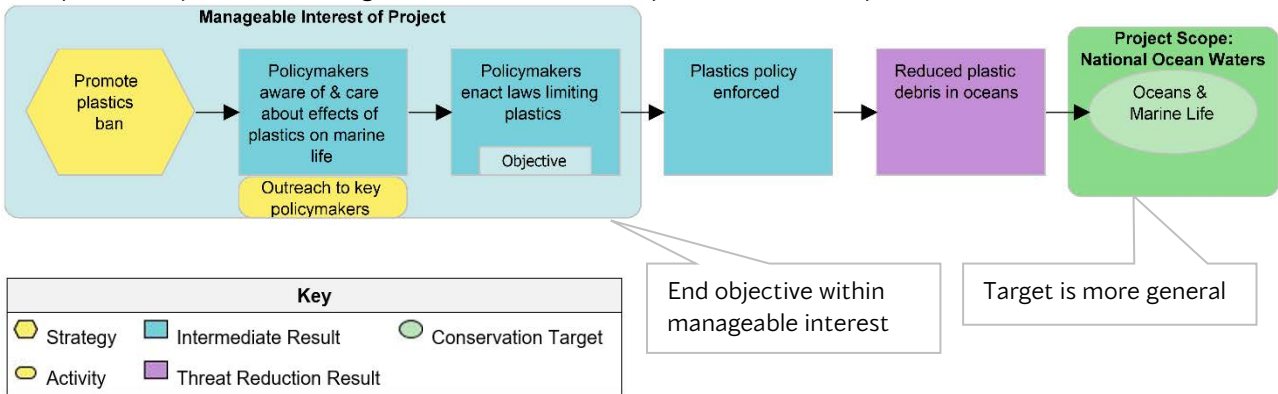 Manageable Interest of Project
Promote
plastics
ban
Policymakers
aware of & care
about effects of
plastics on marine
life
Outreach to key
policymakers
Policymakers
enact laws limiting
plastics
Objective
Plastics policy
enforced
Reduced plastic
debris in oceans
Project Scope:
National Ocean Waters
Oceans &
Marine Life
End objective within
manageable interest
Target is more general
Key
Strategy
Intermediate Result
Conservation Target
Activity
Threat Reduction Result